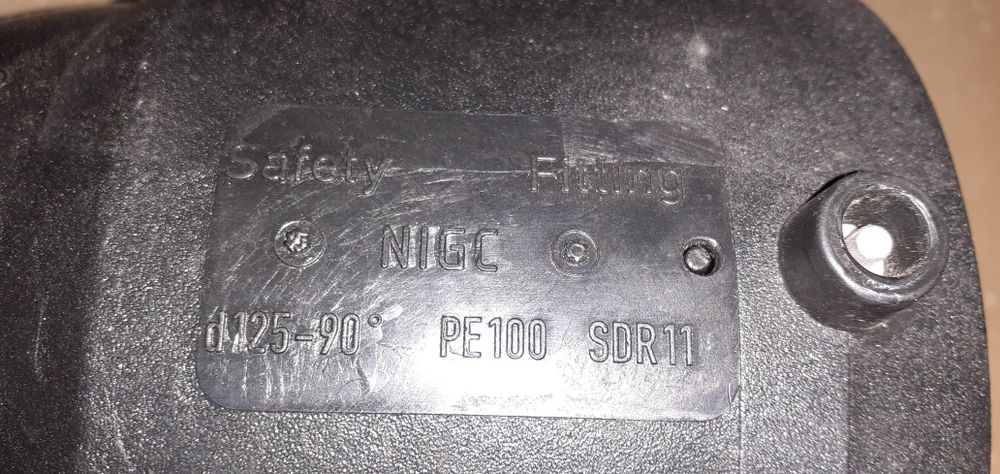 Safety Fitting
NIGC
d125-90° PE100 SDR11